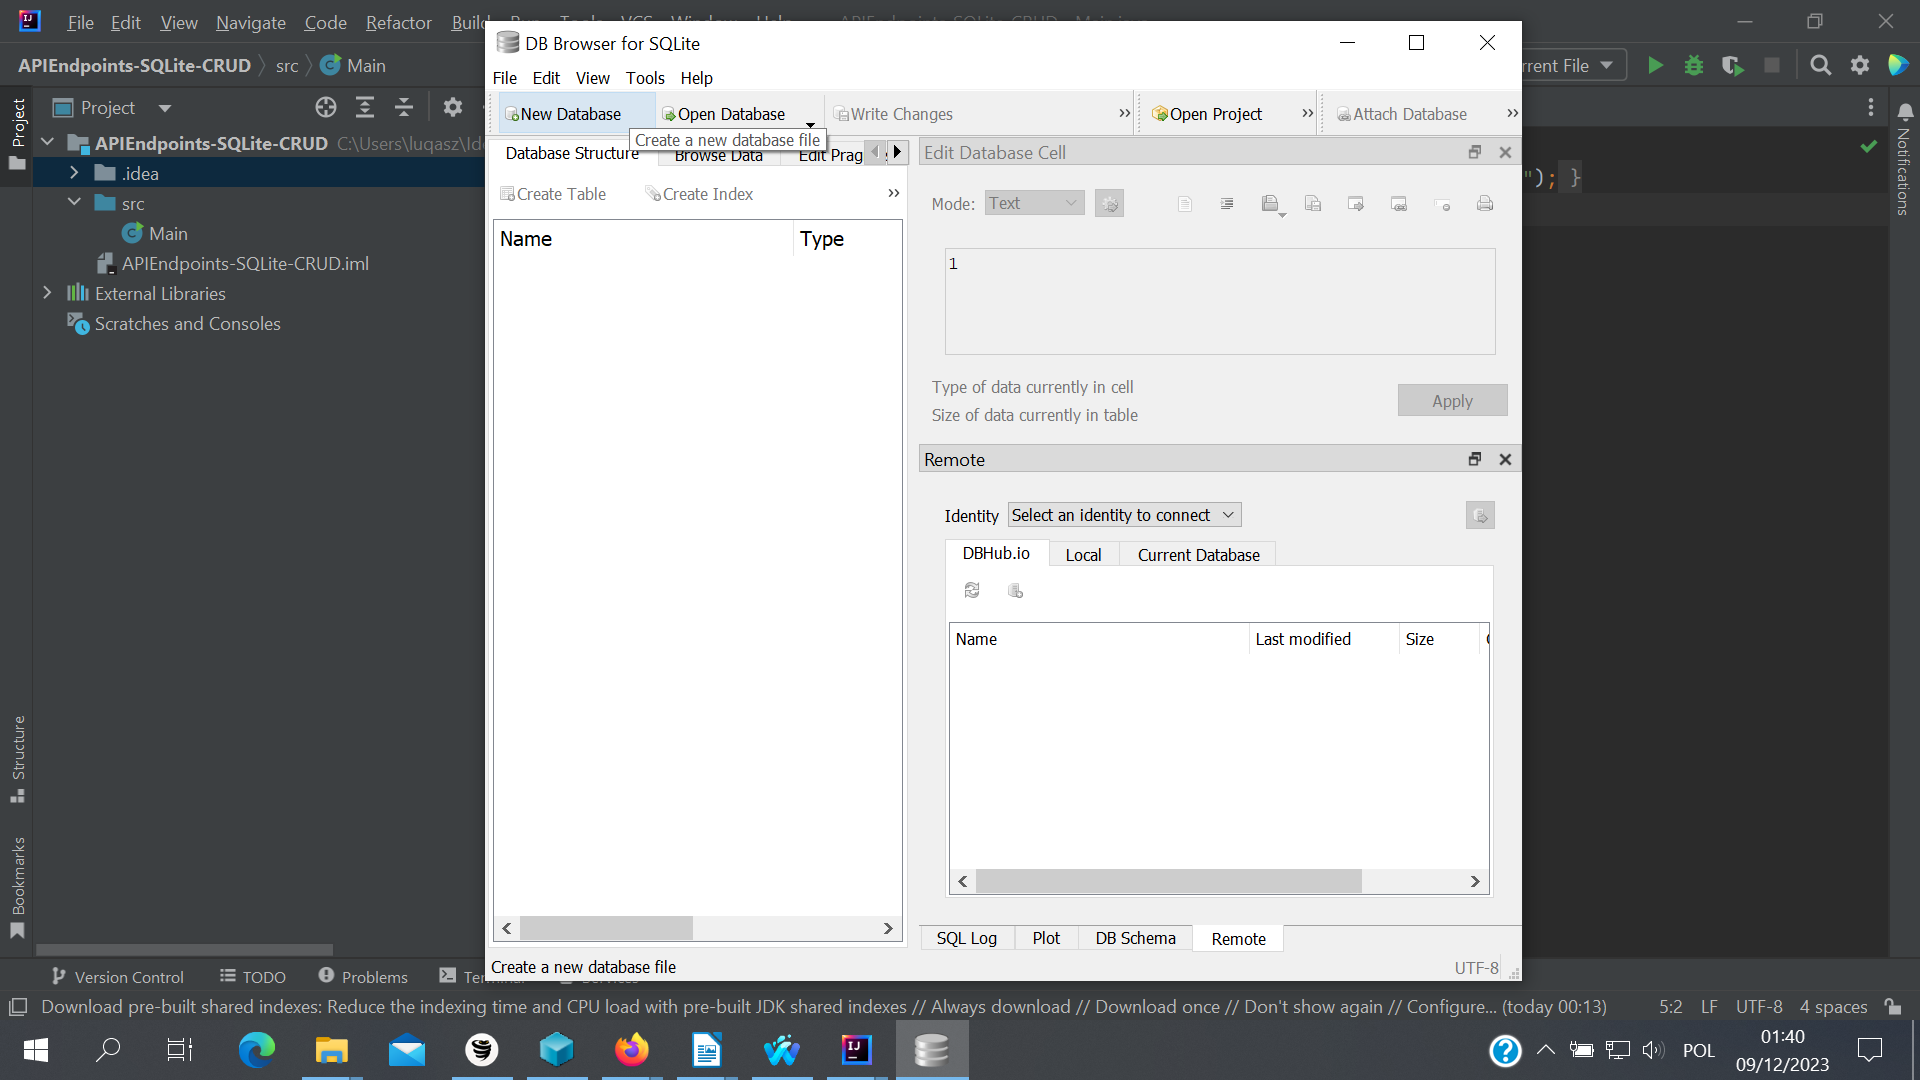 File Edit View Navigate Code Refactor Build
DB Browser for SQLite
APIEndpoints-SQLite-CRUD src Main
File Edit View Tools Help
rrent File
Project
New Database Open Database Write Changes Open Project Attach Database
Create a new database file
Database Structure Browse Data Edit Prag
Edit Database Cell
Project
APIEndpoints-SQLite-CRUD C:\Users\luqasz\Ide
.idea
src
Main
APIEndpoints-SQLite-CRUD.iml
External Libraries
Scratches and Consoles
Create Table Create Index
Name Type
Mode: Text
1
Type of data currently in cell
Size of data currently in table
Apply
Remote
Identity Select an identity to connect
DBHub.io Local Current Database
Name Last modified Size
SQL Log Plot DB Schema Remote
Create a new database file UTF-8
"); }
Notifications
Structure
Bookmarks
Version Control TODO Problems
Download pre-built shared indexes: Reduce the indexing time and CPU load with pre-built JDK shared indexes // Always download // Download once // Don't show again // Configure... (today 00:13) 5:2 LF UTF-8 4 spaces
POL
01:40
09/12/2023